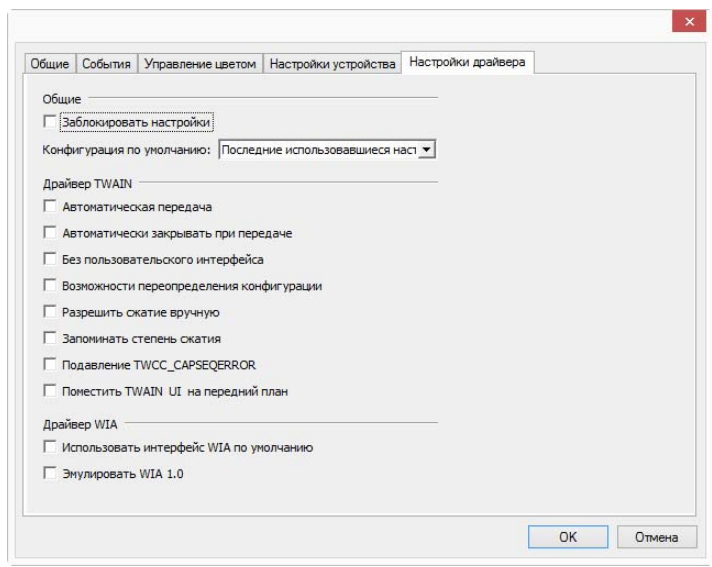 Общие События Управление цветом Настройки устройства Настройки драйвера
Общие
Заблокировать настройки
Конфигурация по умолчанию: Последние использовавшиеся наст
Драйвер TWAIN
Автоматическая передача
Автоматически закрывать при передаче
Без пользовательского интерфейса
Возможности переопределения конфигурации
Разрешить сжатие вручную
Запоминать степень сжатия
Подавление TWCC_CAPSEQERROR
Поместить TWAIN UI на передний план
Драйвер WIA
Использовать интерфейс WIA по умолчанию
Эмулировать WIA 1.0
OK Отмена